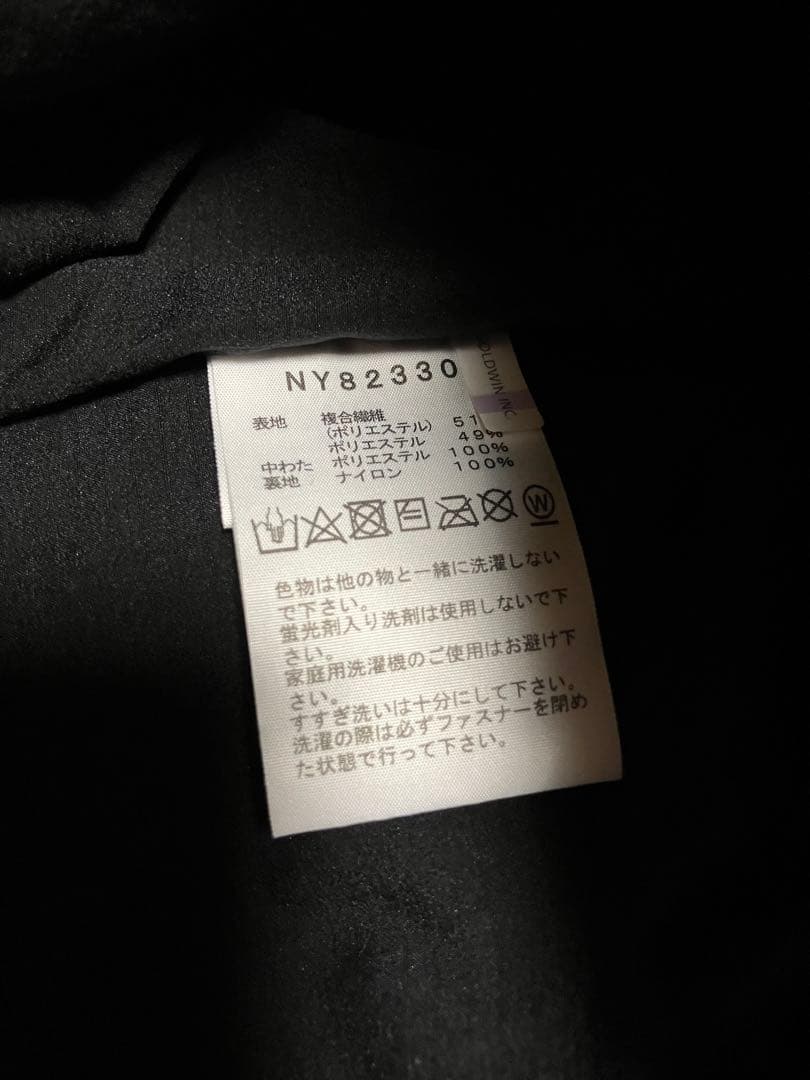 NY82330
OLDWIN INC
表地 複合繊維
(ポリエステル) 51
ポリエステル 49%
中わた ポリエステル 100%
裏地 ナイロン 100%
W
色物は他の物と一緒に洗濯しない
で下さい。
蛍光剤入り洗剤は使用しないで下
さい。
家庭用洗濯機のご使用はお避け下
さい。
すすぎ洗いは十分にして下さい。
洗濯の際は必ずファスナーを閉め
た状態で行って下さい。